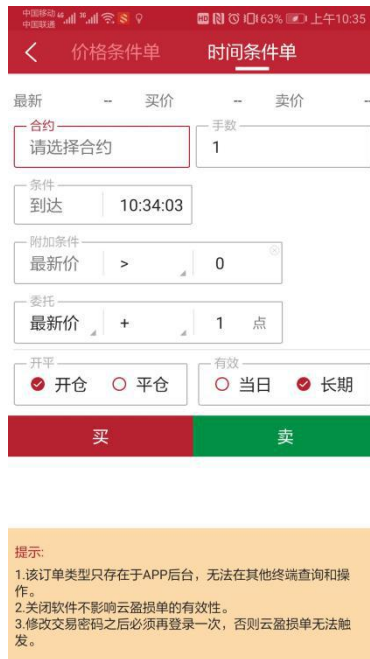 中国移动 46 36 HD 63% 上午10:35
中国联通
价格条件单 时间条件单
最新 -- 买价 -- 卖价 -
合约
请选择合约
手数
1
条件
到达 10:34:03
附加条件
最新价 > 0
委托
最新价 + 1 点
开平
开仓 平仓
有效
当日 长期
买 卖
提示:
1.该订单类型只存在于APP后台，无法在其他终端查询和操
作。
2.关闭软件不影响云盈损单的有效性。
3.修改交易密码之后必须再登录一次，否则云盈损单无法触
发。